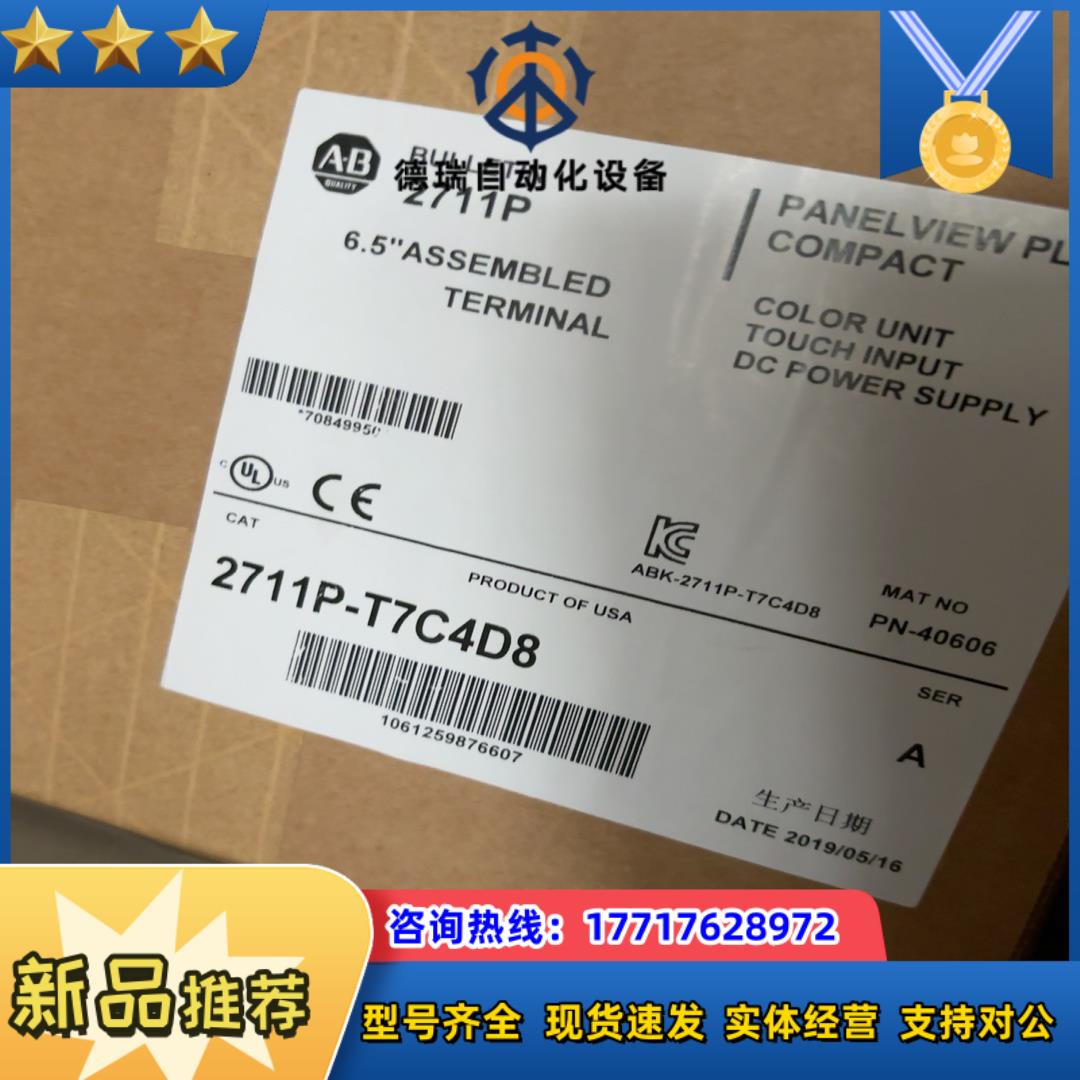 A·B
QUALITY
德瑞自动化设备
2711P
6.5"ASSEMBLED
TERMINAL
PANELVIEW PL
COMPACT
COLOR UNIT
TOUCH INPUT
DC POWER SUPPLY
*7084995
C UL US
CE
CAT
2711P-T7C4D8
PRODUCT OF USA
1061259876607
KC
ABK-2711P-T7C4D8
MAT NO
PN-40606
SER
A
生产日期
DATE 2019/05/16
咨询热线：17717628972
新品推荐
型号齐全 现货速发 实体经营 支持对公